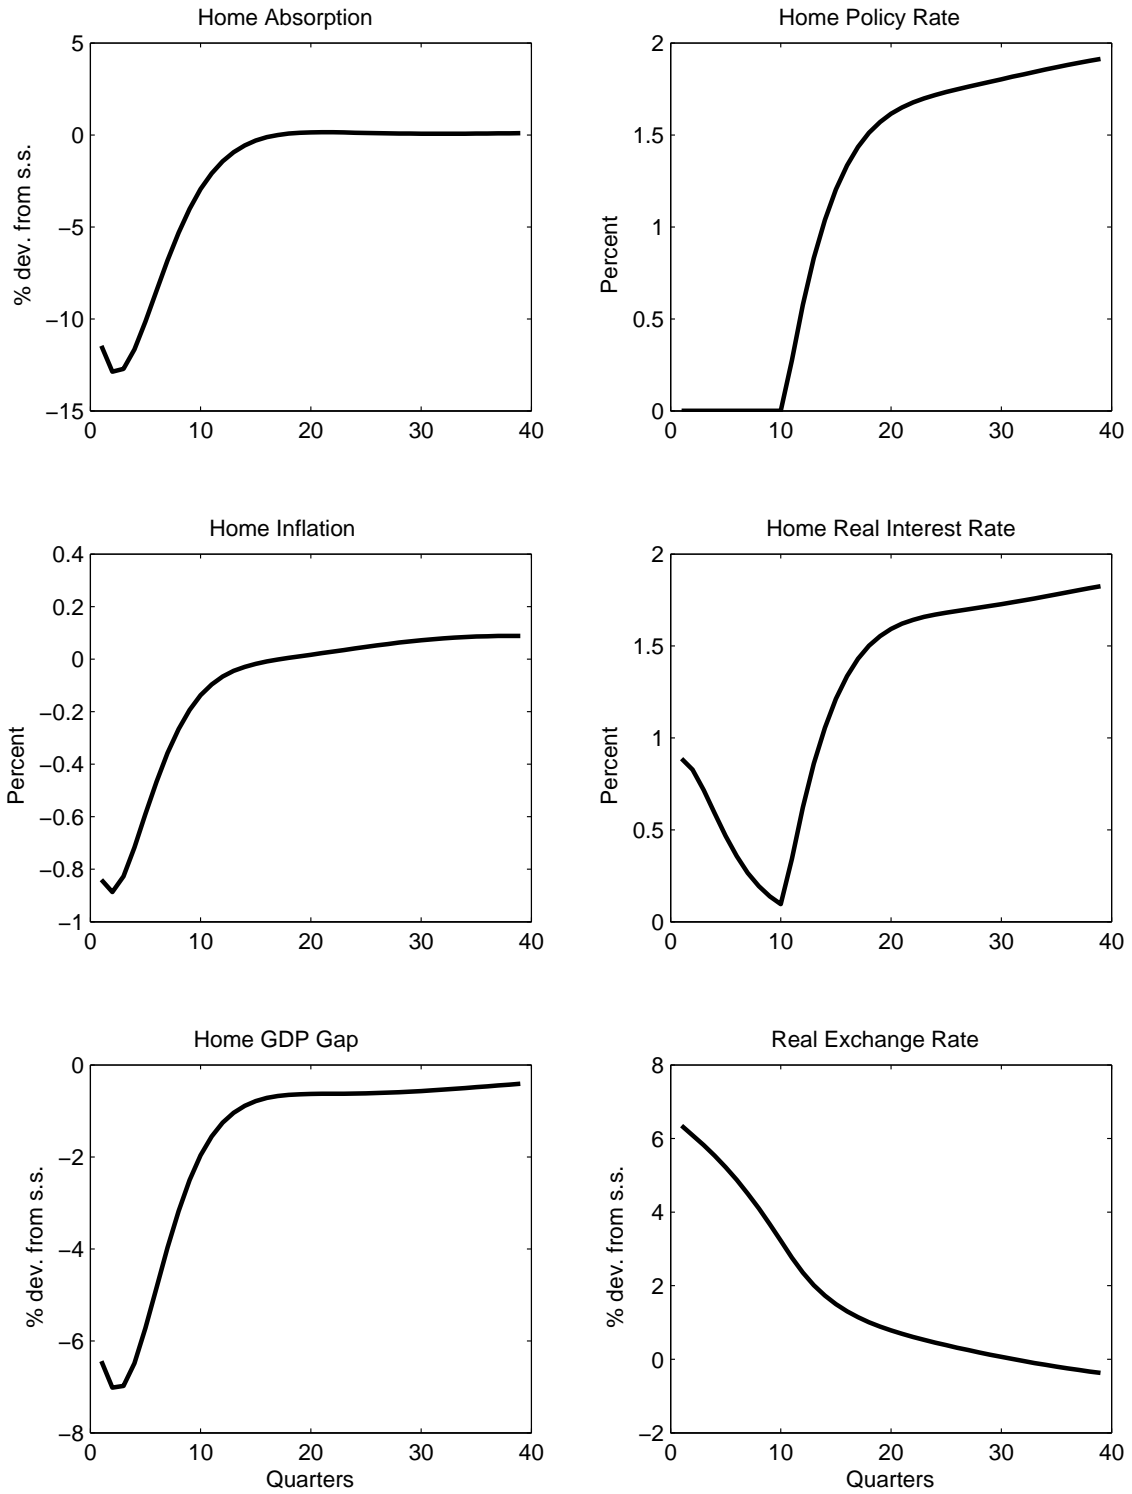 Home Absorption
% dev. from s.s.
5
0
−5
−10
−15
0 10 20 30 40
Home Policy Rate
Percent
2
1.5
1
0.5
0
0 10 20 30 40
Home Inflation
Percent
0.4
0.2
0
−0.2
−0.4
−0.6
−0.8
−1
0 10 20 30 40
Home Real Interest Rate
Percent
2
1.5
1
0.5
0
0 10 20 30 40
Home GDP Gap
% dev. from s.s.
0
−2
−4
−6
−8
0 10 20 30 40
Quarters
Real Exchange Rate
% dev. from s.s.
8
6
4
2
0
−2
0 10 20 30 40
Quarters